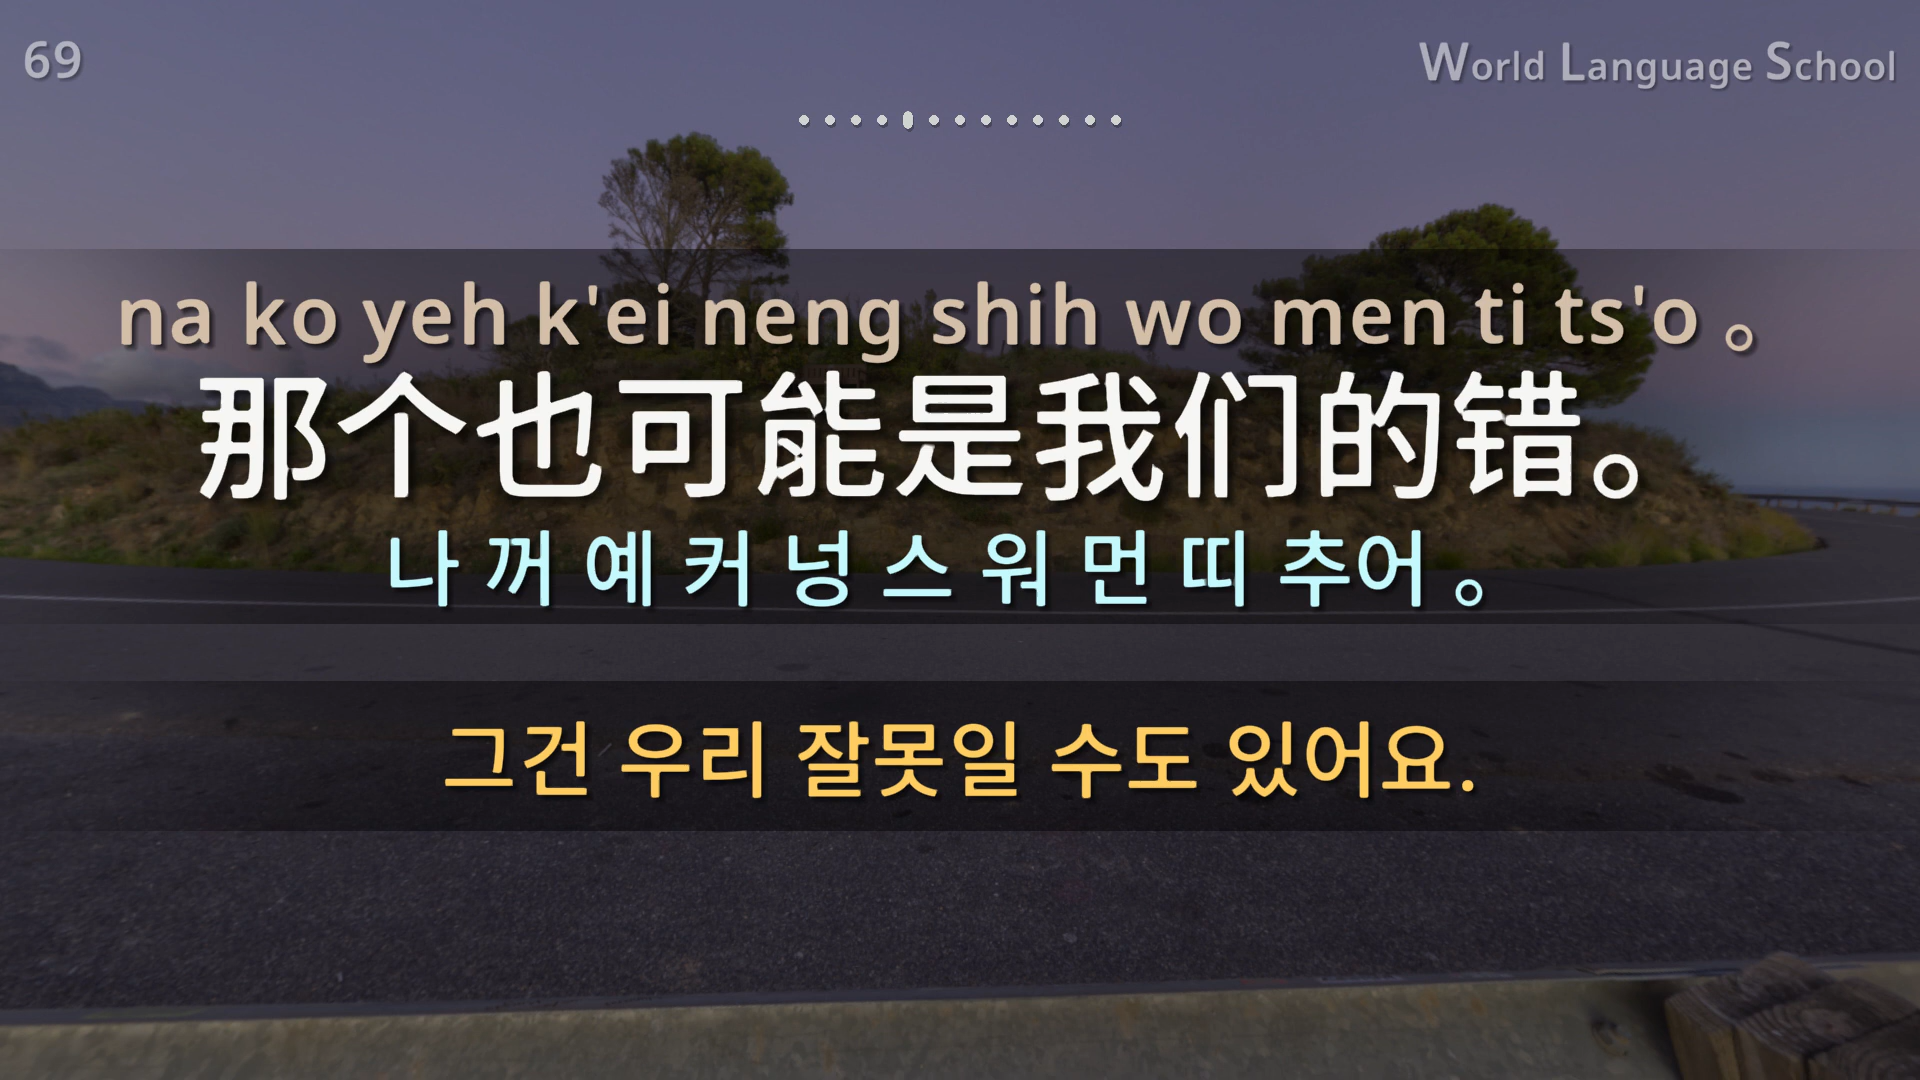 69
World Language School
na ko yeh k'ei neng shih wo men ti ts'o 。
那个也可能是我们的错。
나 꺼 예 커 넝 스 워 먼 띠 추어 。
그건 우리 잘못일 수도 있어요.